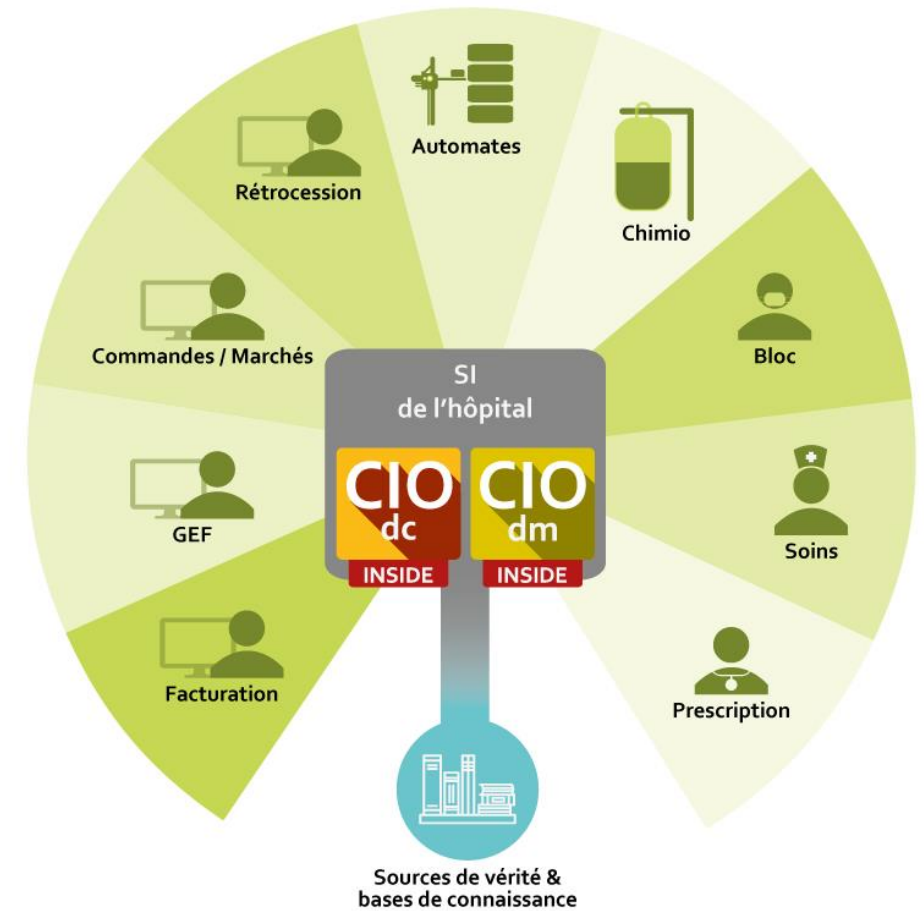 Automates
Rétrocession
Chimio
Commandes / Marchés
Bloc
SI
de l'hôpital
CIO
dc
INSIDE
CIO
dm
INSIDE
GEF
Soins
Facturation
Prescription
Sources de vérité &
bases de connaissance